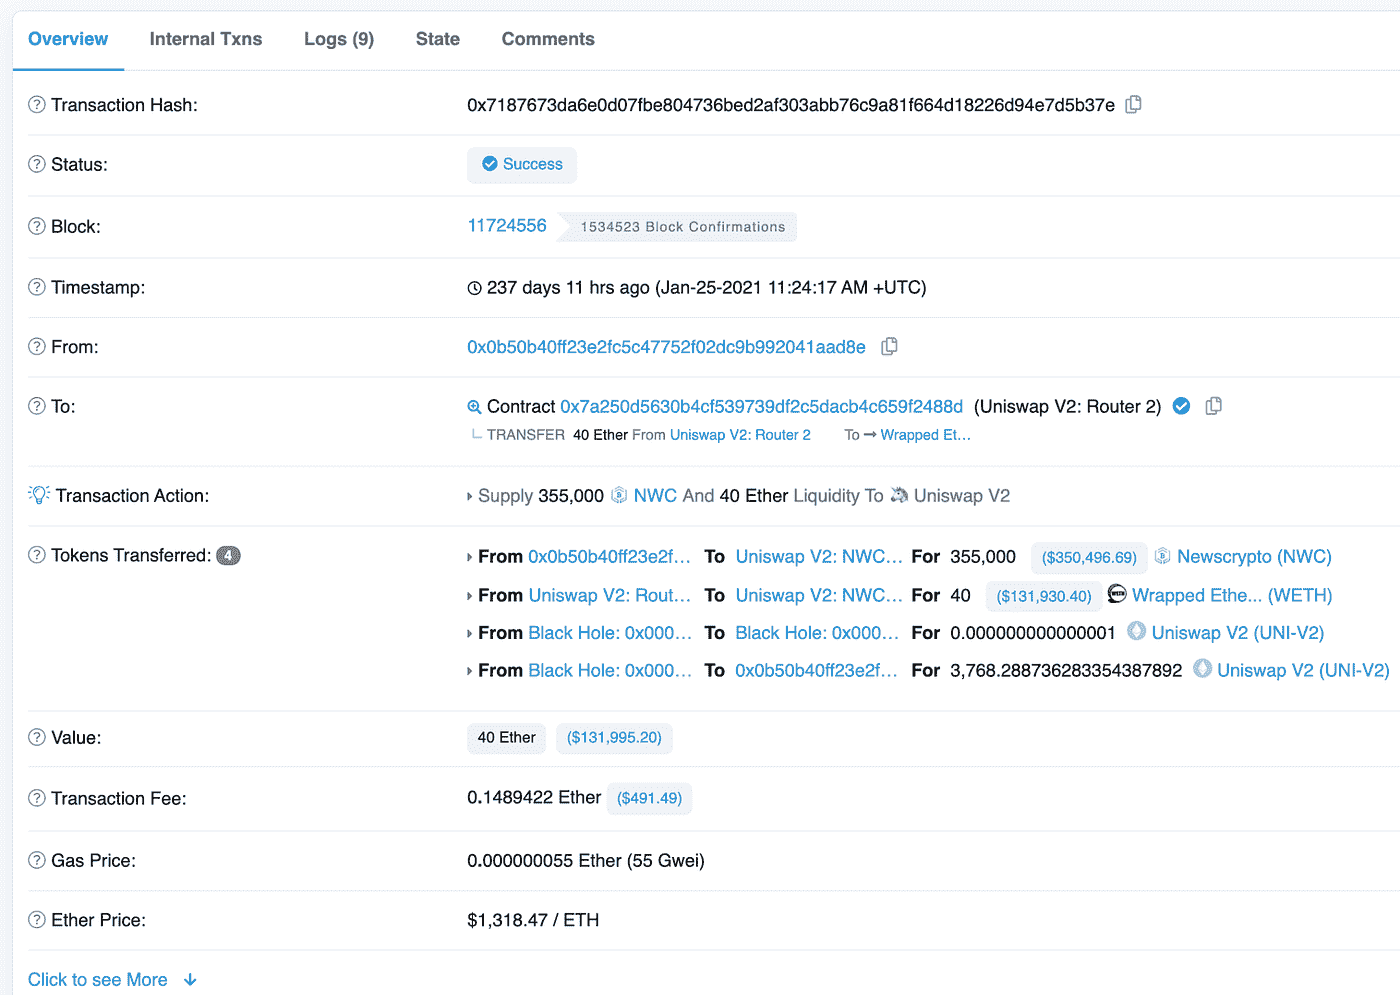 Overview Internal Txns Logs (9) State Comments
Transaction Hash: 0x7187673da6e0d07fbe804736bed2af303abb76c9a81f664d18226d94e7d5b37e
Status: Success
Block: 11724556 1534523 Block Confirmations
Timestamp: 237 days 11 hrs ago (Jan-25-2021 11:24:17 AM +UTC)
From: 0x0b50b40ff23e2fc5c47752f02dc9b992041aad8e
To: Contract 0x7a250d5630b4cf539739df2c5dacb4c659f2488d (Uniswap V2: Router 2)
TRANSFER 40 Ether From Uniswap V2: Router 2 To → Wrapped Et...
Transaction Action: Supply 355,000 NWC And 40 Ether Liquidity To Uniswap V2
Tokens Transferred: 4 From 0x0b50b40ff23e2f... To Uniswap V2: NWC... For 355,000 ($350,496.69) Newscrypto (NWC)
From Uniswap V2: Rout... To Uniswap V2: NWC... For 40 ($131,930.40) Wrapped Ethe... (WETH)
From Black Hole: 0x000... To Black Hole: 0x000... For 0.000000000000001 Uniswap V2 (UNI-V2)
From Black Hole: 0x000... To 0x0b50b40ff23e2f... For 3,768.288736283354387892 Uniswap V2 (UNI-V2)
Value: 40 Ether ($131,995.20)
Transaction Fee: 0.1489422 Ether ($491.49)
Gas Price: 0.000000055 Ether (55 Gwei)
Ether Price: $1,318.47 / ETH
Click to see More ↓